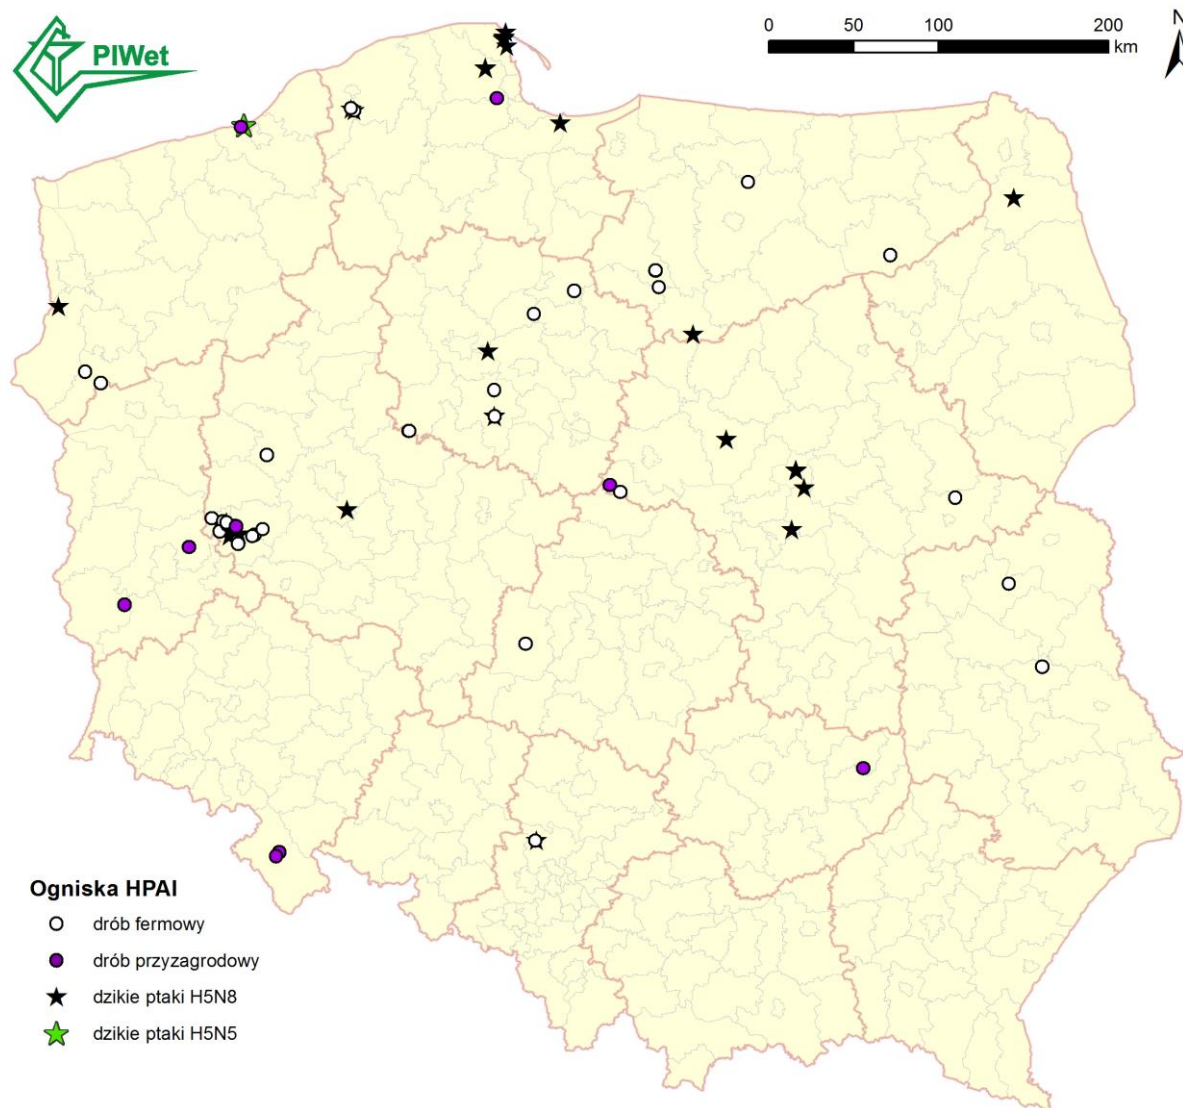 PIWet
0 50 100 200
km
N
Ogniska HPAI
drób fermowy
drób przyzagrodowy
dzikie ptaki H5N8
dzikie ptaki H5N5